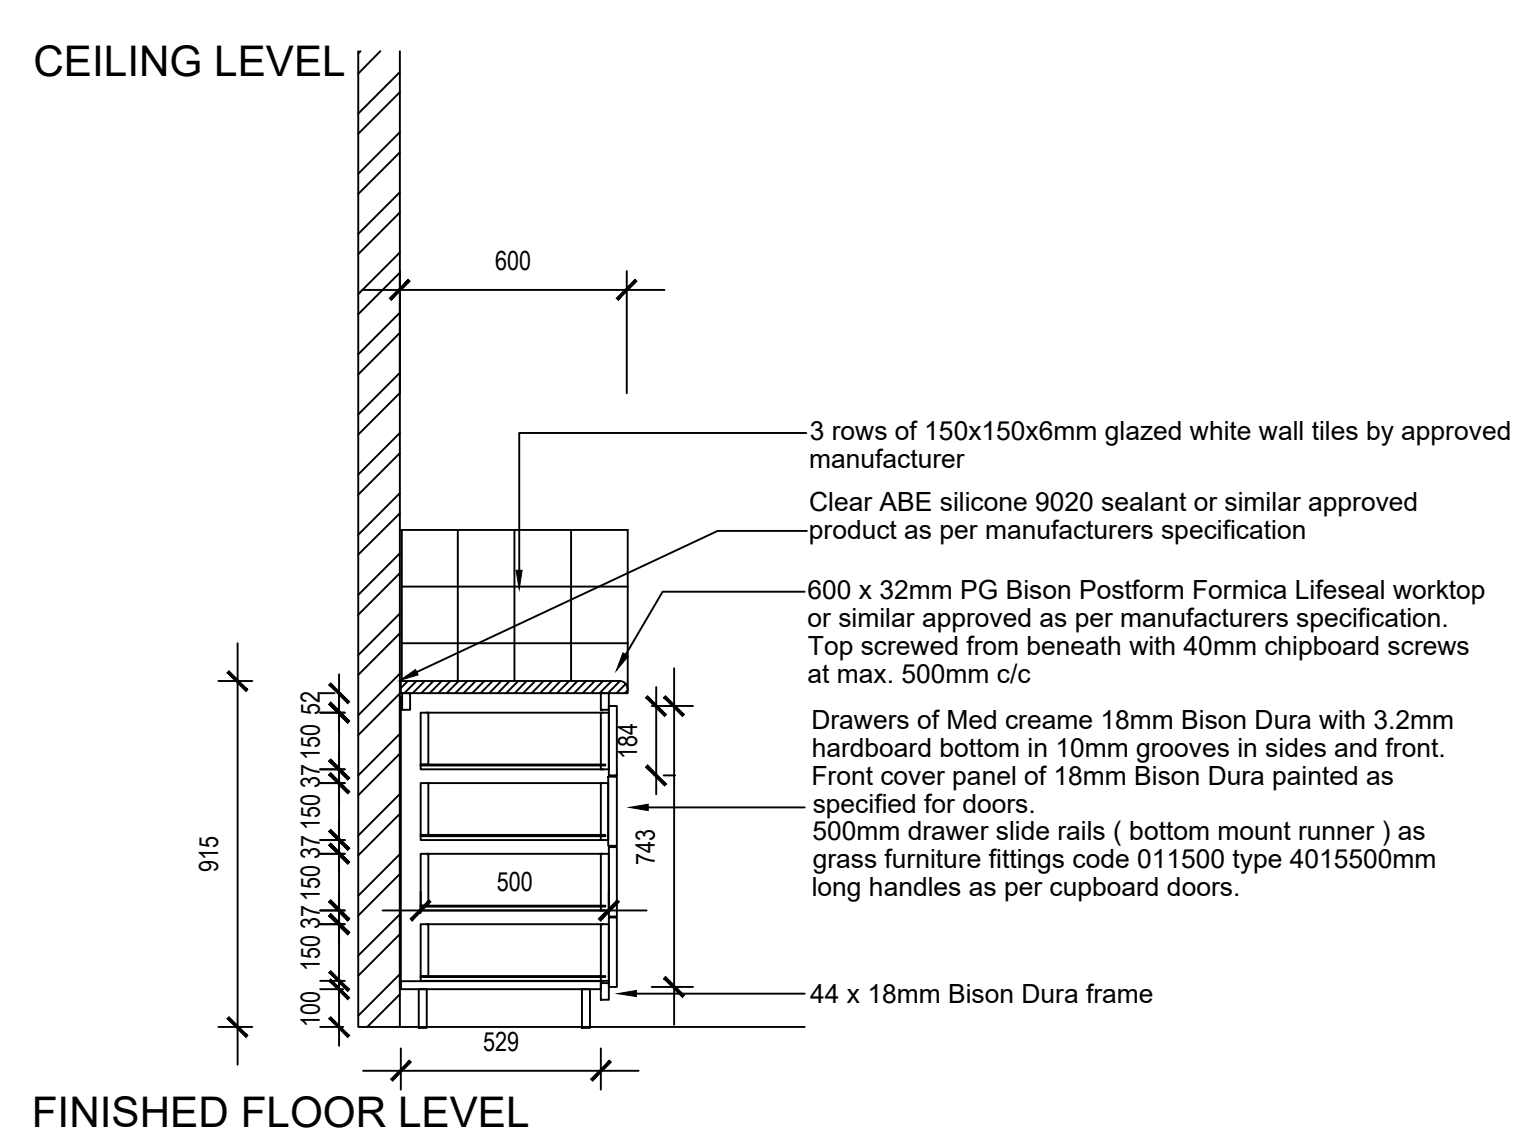 CEILING LEVEL
600
3 rows of 150x150x6mm glazed white wall tiles by approved
manufacturer
Clear ABE silicone 9020 sealant or similar approved
product as per manufacturers specification
600 x 32mm PG Bison Postform Formica Lifeseal worktop
or similar approved as per manufacturers specification.
Top screwed from beneath with 40mm chipboard screws
at max. 500mm c/c
Drawers of Med creame 18mm Bison Dura with 3.2mm
hardboard bottom in 10mm grooves in sides and front.
Front cover panel of 18mm Bison Dura painted as
specified for doors.
500mm drawer slide rails ( bottom mount runner ) as
grass furniture fittings code 011500 type 4015500mm
long handles as per cupboard doors.
44 x 18mm Bison Dura frame
915
52
150
37
150
37
150
37
150
100
184
743
500
529
FINISHED FLOOR LEVEL